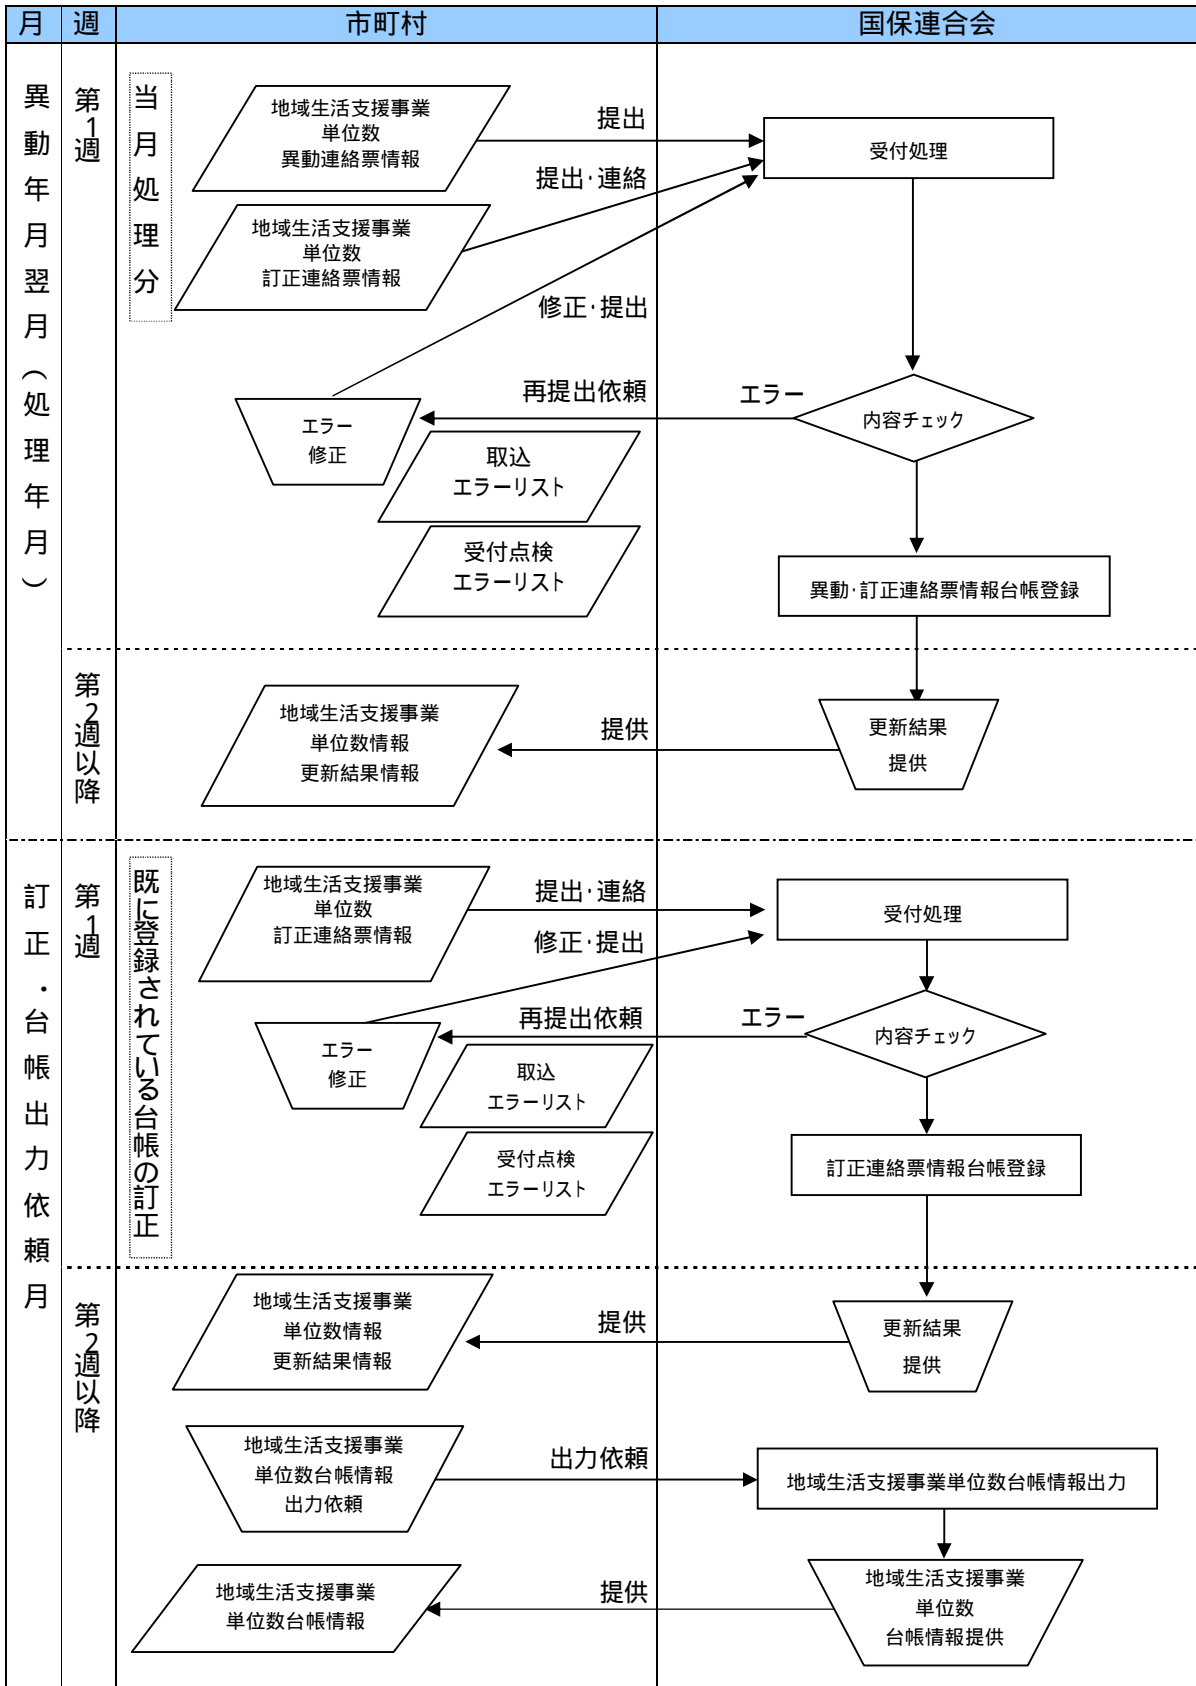 月
週
市町村
国保連合会
異動年月翌月(処理年月)
第1週
当月処理分
地域生活支援事業
単位数
異動連絡票情報
提出
受付処理
地域生活支援事業
単位数
訂正連絡票情報
提出・連絡
修正・提出
エラー
修正
再提出依頼
エラー
内容チェック
取込
エラーリスト
受付点検
エラーリスト
異動・訂正連絡票情報台帳登録
第2週以降
地域生活支援事業
単位数情報
更新結果情報
提供
更新結果
提供
訂正・台帳出力依頼月
第1週
既に登録されている台帳の訂正
地域生活支援事業
単位数
訂正連絡票情報
提出・連絡
受付処理
修正・提出
エラー
修正
再提出依頼
エラー
内容チェック
取込
エラーリスト
受付点検
エラーリスト
訂正連絡票情報台帳登録
第2週以降
地域生活支援事業
単位数情報
更新結果情報
提供
更新結果
提供
地域生活支援事業
単位数台帳情報
出力依頼
出力依頼
地域生活支援事業単位数台帳情報出力
地域生活支援事業
単位数台帳情報
提供
地域生活支援事業
単位数
台帳情報提供